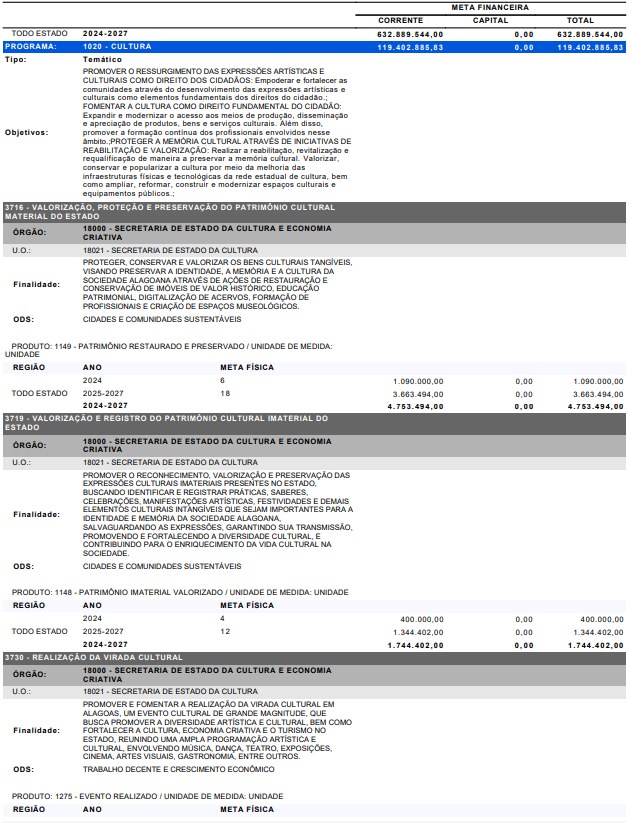 META FINANCEIRA
CORRENTE CAPITAL TOTAL
TODO ESTADO 2024-2027 632.889.544,00 0,00 632.889.544,00
PROGRAMA: 1020 - CULTURA 119.402.885,83 0,00 119.402.885,83
Tipo: Temático
PROMOVER O RESSURGIMENTO DAS EXPRESSÕES ARTÍSTICAS E
CULTURAIS COMO DIREITO DOS CIDADÃOS: Empoderar e fortalecer as
comunidades através do desenvolvimento das expressões artísticas e
culturais como elementos fundamentais dos direitos do cidadão.;
FOMENTAR A CULTURA COMO DIREITO FUNDAMENTAL DO CIDADÃO:
Expandir e modernizar o acesso aos meios de produção, disseminação
e apreciação de produtos, bens e serviços culturais. Além disso,
Objetivos: promover a formação contínua dos profissionais envolvidos nesse
âmbito.;PROTEGER A MEMÓRIA CULTURAL ATRAVÉS DE INICIATIVAS DE
REABILITAÇÃO E VALORIZAÇÃO: Realizar a reabilitação, revitalização e
requalificação de maneira a preservar a memória cultural. Valorizar,
conservar e popularizar a cultura por meio da melhoria das
infraestruturas físicas e tecnológicas da rede estadual de cultura, bem
como ampliar, reformar, construir e modernizar espaços culturais e
equipamentos públicos.;
3716 - VALORIZAÇÃO, PROTEÇÃO E PRESERVAÇÃO DO PATRIMÔNIO CULTURAL
MATERIAL DO ESTADO
ÓRGÃO: 18000 - SECRETARIA DE ESTADO DA CULTURA E ECONOMIA
CRIATIVA
U.O.: 18021 - SECRETARIA DE ESTADO DA CULTURA
PROTEGER, CONSERVAR E VALORIZAR OS BENS CULTURAIS TANGÍVEIS,
VISANDO PRESERVAR A IDENTIDADE, A MEMÓRIA E A CULTURA DA
Finalidade: SOCIEDADE ALAGOANA ATRAVÉS DE AÇÕES DE RESTAURAÇÃO E
CONSERVAÇÃO DE IMÓVEIS DE VALOR HISTÓRICO, EDUCAÇÃO
PATRIMONIAL, DIGITALIZAÇÃO DE ACERVOS, FORMAÇÃO DE
PROFISSIONAIS E CRIAÇÃO DE ESPAÇOS MUSEOLÓGICOS.
ODS: CIDADES E COMUNIDADES SUSTENTÁVEIS
PRODUTO: 1149 - PATRIMÔNIO RESTAURADO E PRESERVADO / UNIDADE DE MEDIDA:
UNIDADE
REGIÃO ANO META FÍSICA
2024 6 1.090.000,00 0,00 1.090.000,00
TODO ESTADO 2025-2027 18 3.663.494,00 0,00 3.663.494,00
2024-2027 4.753.494,00 0,00 4.753.494,00
3719 - VALORIZAÇÃO E REGISTRO DO PATRIMÔNIO CULTURAL IMATERIAL DO
ESTADO
ÓRGÃO: 18000 - SECRETARIA DE ESTADO DA CULTURA E ECONOMIA
CRIATIVA
U.O.: 18021 - SECRETARIA DE ESTADO DA CULTURA
PROMOVER O RECONHECIMENTO, VALORIZAÇÃO E PRESERVAÇÃO DAS
EXPRESSÕES CULTURAIS IMATERIAIS PRESENTES NO ESTADO,
BUSCANDO IDENTIFICAR E REGISTRAR PRÁTICAS, SABERES,
CELEBRAÇÕES, MANIFESTAÇÕES ARTÍSTICAS, FESTIVIDADES E DEMAIS
Finalidade: ELEMENTOS CULTURAIS INTANGÍVEIS QUE SEJAM IMPORTANTES PARA A
IDENTIDADE E MEMÓRIA DA SOCIEDADE ALAGOANA,
SALVAGUARDANDO AS EXPRESSÕES, GARANTINDO SUA TRANSMISSÃO,
PROMOVENDO E FORTALECENDO A DIVERSIDADE CULTURAL, E
CONTRIBUINDO PARA O ENRIQUECIMENTO DA VIDA CULTURAL NA
SOCIEDADE.
ODS: CIDADES E COMUNIDADES SUSTENTÁVEIS
PRODUTO: 1148 - PATRIMÔNIO IMATERIAL VALORIZADO / UNIDADE DE MEDIDA: UNIDADE
REGIÃO ANO META FÍSICA
2024 4 400.000,00 0,00 400.000,00
TODO ESTADO 2025-2027 12 1.344.402,00 0,00 1.344.402,00
2024-2027 1.744.402,00 0,00 1.744.402,00
3730 - REALIZAÇÃO DA VIRADA CULTURAL
ÓRGÃO: 18000 - SECRETARIA DE ESTADO DA CULTURA E ECONOMIA
CRIATIVA
U.O.: 18021 - SECRETARIA DE ESTADO DA CULTURA
PROMOVER E FOMENTAR A REALIZAÇÃO DA VIRADA CULTURAL EM
ALAGOAS, UM EVENTO CULTURAL DE GRANDE MAGNITUDE, QUE
BUSCA PROMOVER A DIVERSIDADE ARTÍSTICA E CULTURAL, BEM COMO
Finalidade: FORTALECER A CULTURA, ECONOMIA CRIATIVA E O TURISMO NO
ESTADO, REUNINDO UMA AMPLA PROGRAMAÇÃO ARTÍSTICA E
CULTURAL, ENVOLVENDO MÚSICA, DANÇA, TEATRO, EXPOSIÇÕES,
CINEMA, ARTES VISUAIS, GASTRONOMIA, ENTRE OUTROS.
ODS: TRABALHO DECENTE E CRESCIMENTO ECONÔMICO
PRODUTO: 1275 - EVENTO REALIZADO / UNIDADE DE MEDIDA: UNIDADE
REGIÃO ANO META FÍSICA